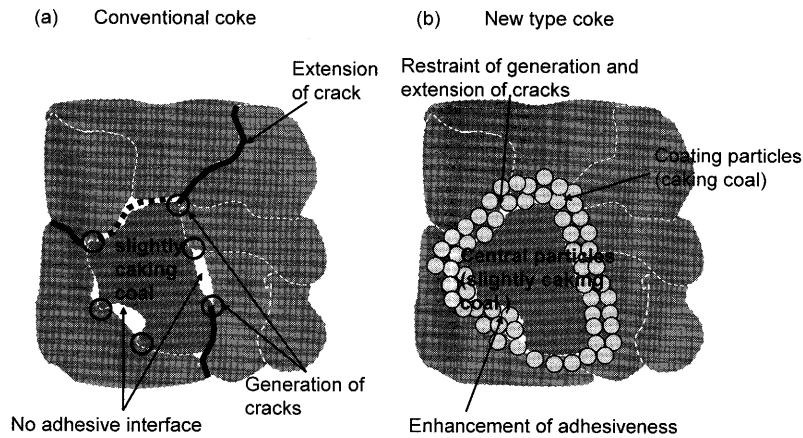 (a) Conventional coke
(b) New type coke
Extension
of crack
slightly
caking
coal
Generation of
cracks
No adhesive interface
Restraint of generation and
extension of cracks
Coating particles
(caking coal)
Central particles
(slightly caking
coal )
Enhancement of adhesiveness